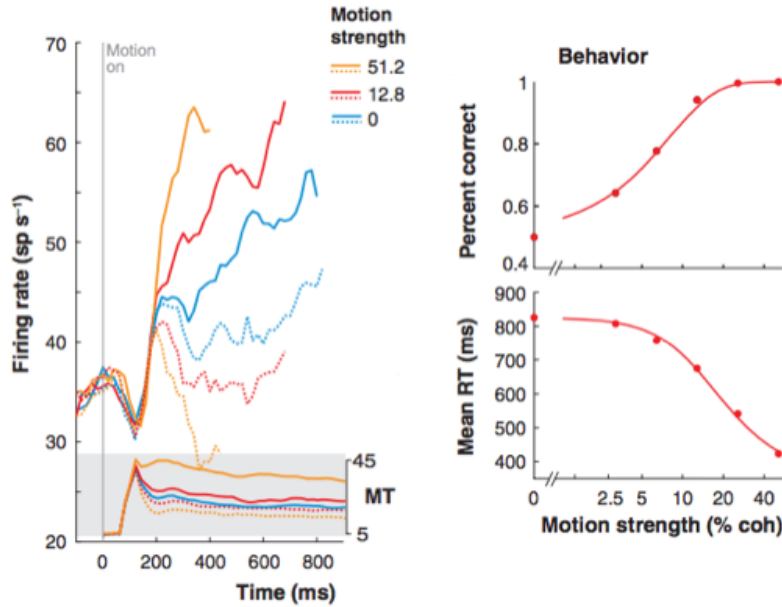 Motion
strength
51.2
12.8
0
Motion
on
70
60
50
40
30
20
Firing rate (sp s⁻¹)
45
MT
5
0
200
400
600
800
Time (ms)
Behavior
1
0.8
0.6
0.4
Percent correct
900
800
700
600
500
400
Mean RT (ms)
0
2.5
5
10
20
40
Motion strength (% coh)